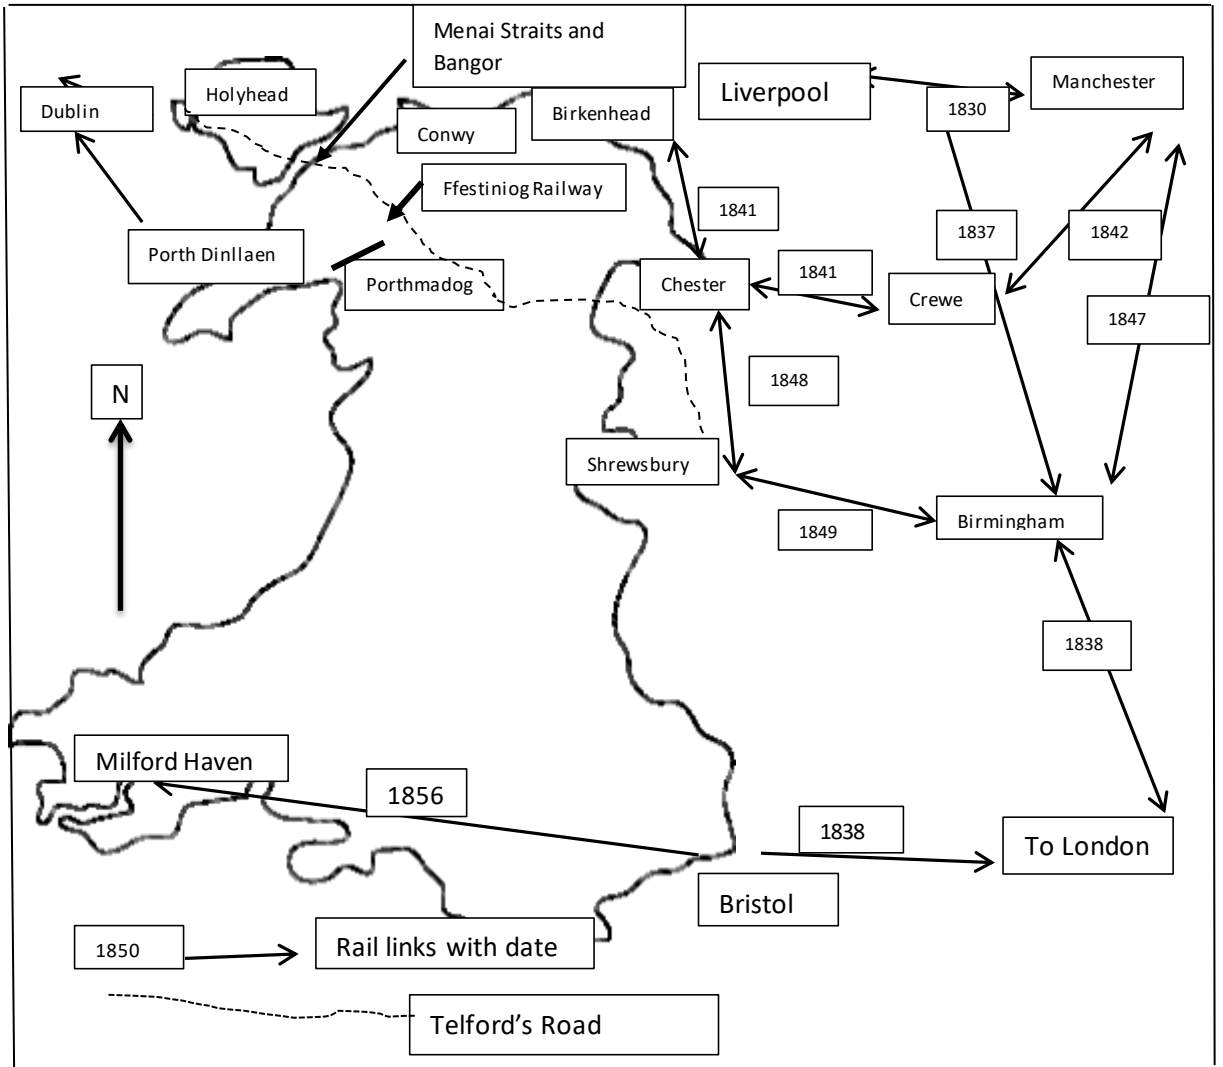 Menai Straits and
Bangor
Holyhead
Dublin
Conwy
Birkenhead
Liverpool
1830
Manchester
Ffestiniog Railway
1841
1837
1842
Porth Dinllaen
Porthmadog
Chester
1841
Crewe
1847
N
1848
Shrewsbury
1849
Birmingham
1838
Milford Haven
1856
1838
To London
Bristol
1850
Rail links with date
Telford’s Road